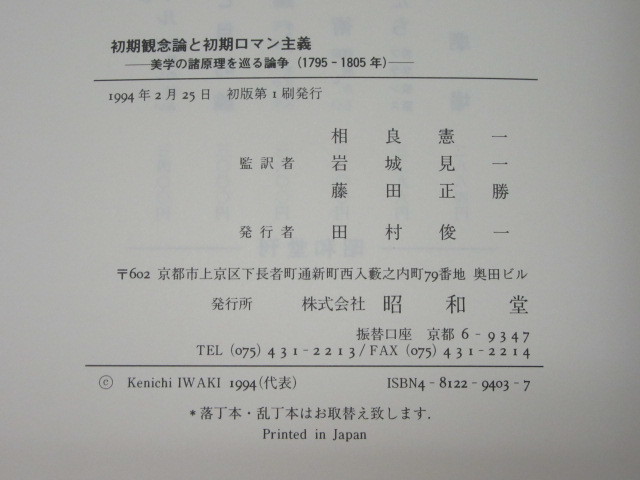 初期観念論と初期ロマン主義
——美学の諸原理を巡る論争(1795－1805年)——
1994年2月25日 初版第1刷発行
相良憲一
監訳者 岩城見一
藤田正勝
発行者 田村俊一
〒602 京都市上京区下長者町通新町西入藪之内町79番地 奥田ビル
発行所 株式会社 昭和堂
振替口座 京都6－9347
TEL (075) 431－2213/FAX (075) 431－2214
© Kenichi IWAKI 1994(代表) ISBN4－8122－9403－7
*落丁本・乱丁本はお取替え致します.
Printed in Japan